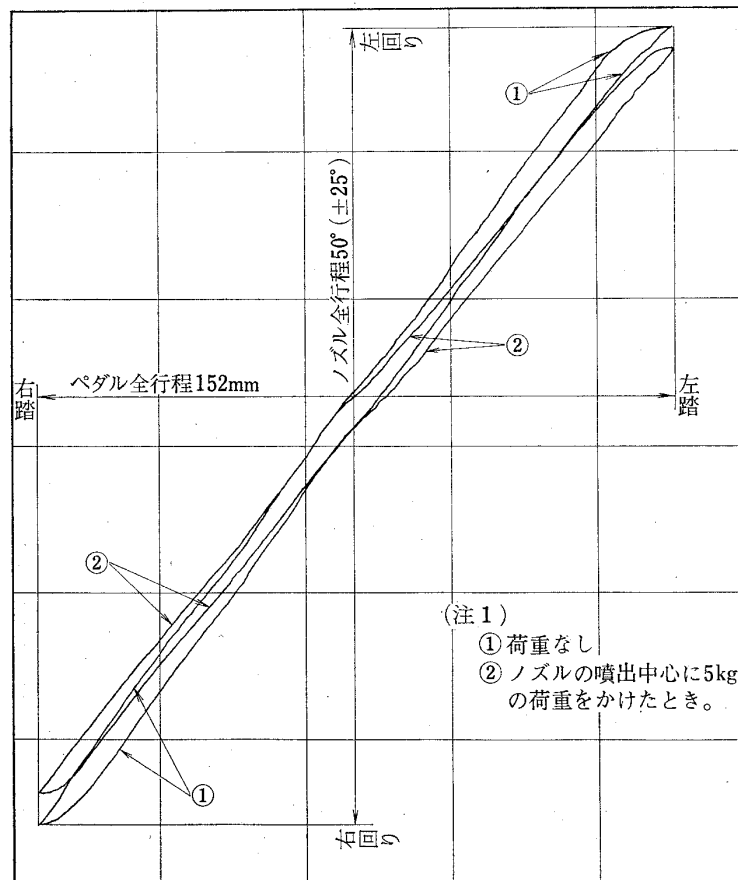 左回り
①
ノズル全行程50°(±25°)
②
ペダル全行程152mm
右踏
左踏
②
(注1)
①荷重なし
②ノズルの噴出中心に5kg
の荷重をかけたとき。
①
右回り